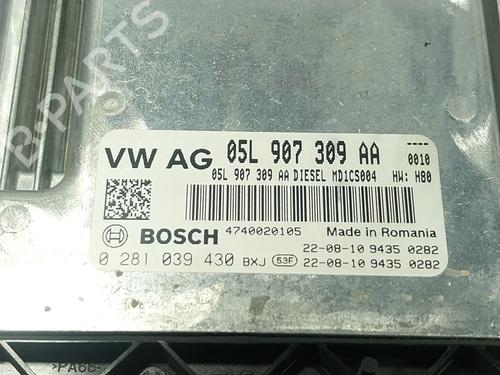 B-PARTS
VW AG 05L 907 309 AA 0010
05L 907 309 AA DIESEL MD1CS004 HW: H80
BOSCH 4740020105 Made in Romania
22-08-10 9435 0282
0 281 039 430 BXJ 53F 22-08-10 9435 0282
>PA66-